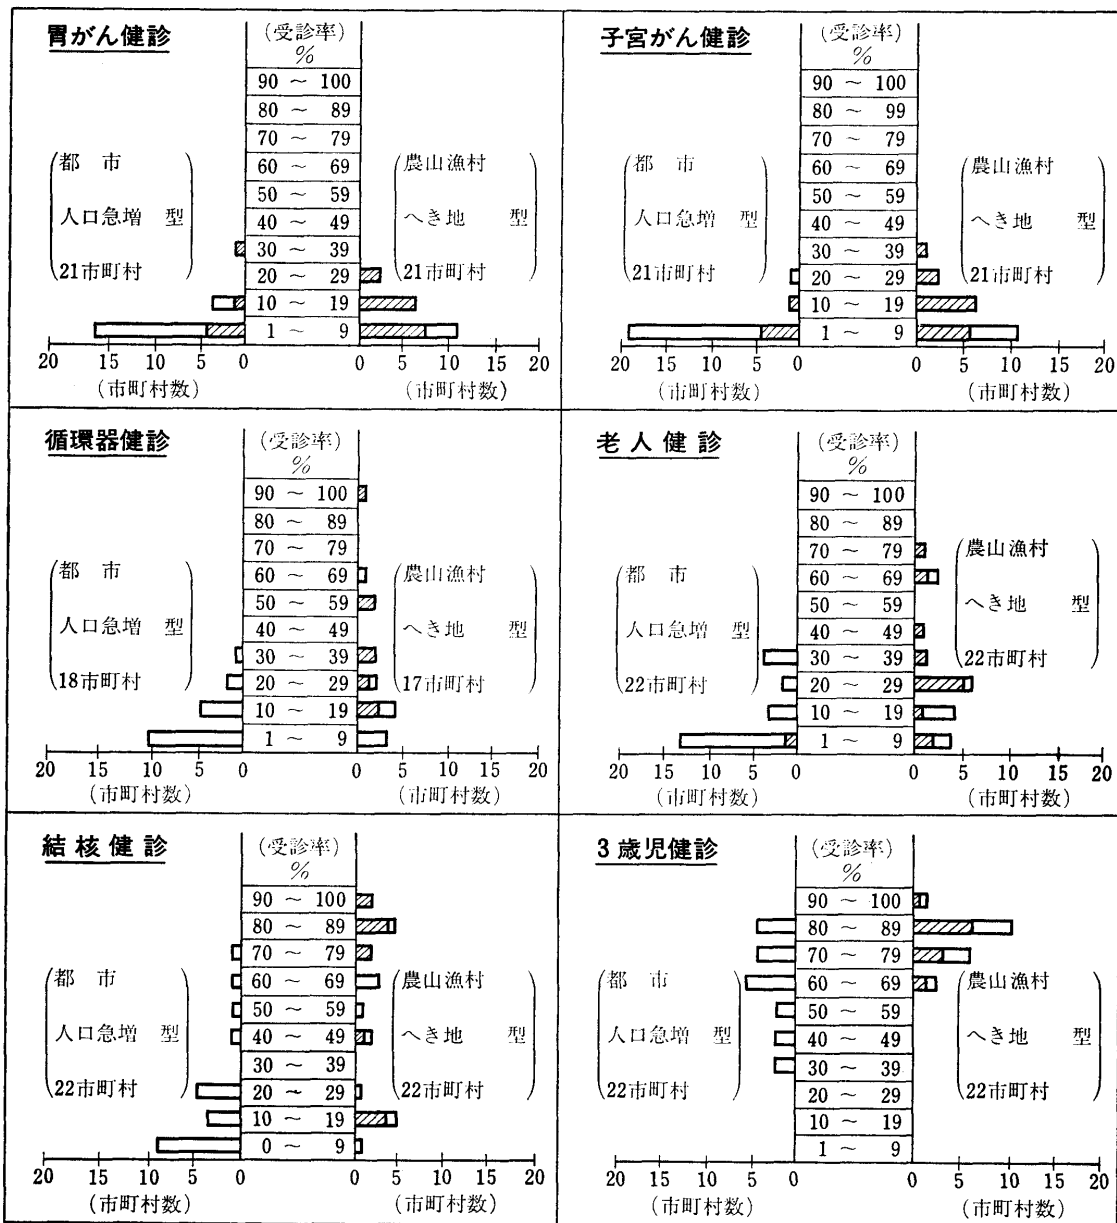 胃がん健診
(受診率)
%
90 ～ 100
80 ～ 89
70 ～ 79
60 ～ 69
50 ～ 59
40 ～ 49
30 ～ 39
20 ～ 29
10 ～ 19
1 ～ 9
都市
人口急増 型
21市町村
農山漁村
へき地 型
21市町村
20 15 10 5 0 0 5 10 15 20
(市町村数) (市町村数)
子宮がん健診
(受診率)
%
90 ～ 100
80 ～ 99
70 ～ 79
60 ～ 69
50 ～ 59
40 ～ 49
30 ～ 39
20 ～ 29
10 ～ 19
1 ～ 9
都市
人口急増 型
21市町村
農山漁村
へき地 型
21市町村
20 15 10 5 0 0 5 10 15 20
(市町村数) (市町村数)
循環器健診
(受診率)
%
90 ～ 100
80 ～ 89
70 ～ 79
60 ～ 69
50 ～ 59
40 ～ 49
30 ～ 39
20 ～ 29
10 ～ 19
1 ～ 9
都市
人口急増 型
18市町村
農山漁村
へき地 型
17市町村
20 15 10 5 0 0 5 10 15 20
(市町村数) (市町村数)
老人健診
(受診率)
%
90 ～ 100
80 ～ 89
70 ～ 79
60 ～ 69
50 ～ 59
40 ～ 49
30 ～ 39
20 ～ 29
10 ～ 19
1 ～ 9
都市
人口急増 型
22市町村
農山漁村
へき地 型
22市町村
20 15 10 5 0 0 5 10 15 20
(市町村数) (市町村数)
結核健診
(受診率)
%
90 ～ 100
80 ～ 89
70 ～ 79
60 ～ 69
50 ～ 59
40 ～ 49
30 ～ 39
20 ～ 29
10 ～ 19
0 ～ 9
都市
人口急増 型
22市町村
農山漁村
へき地 型
22市町村
20 15 10 5 0 0 5 10 15 20
(市町村数) (市町村数)
3歳児健診
(受診率)
%
90 ～ 100
80 ～ 89
70 ～ 79
60 ～ 69
50 ～ 59
40 ～ 49
30 ～ 39
20 ～ 29
10 ～ 19
1 ～ 9
都市
人口急増 型
22市町村
農山漁村
へき地 型
22市町村
20 15 10 5 0 0 5 10 15 20
(市町村数) (市町村数)